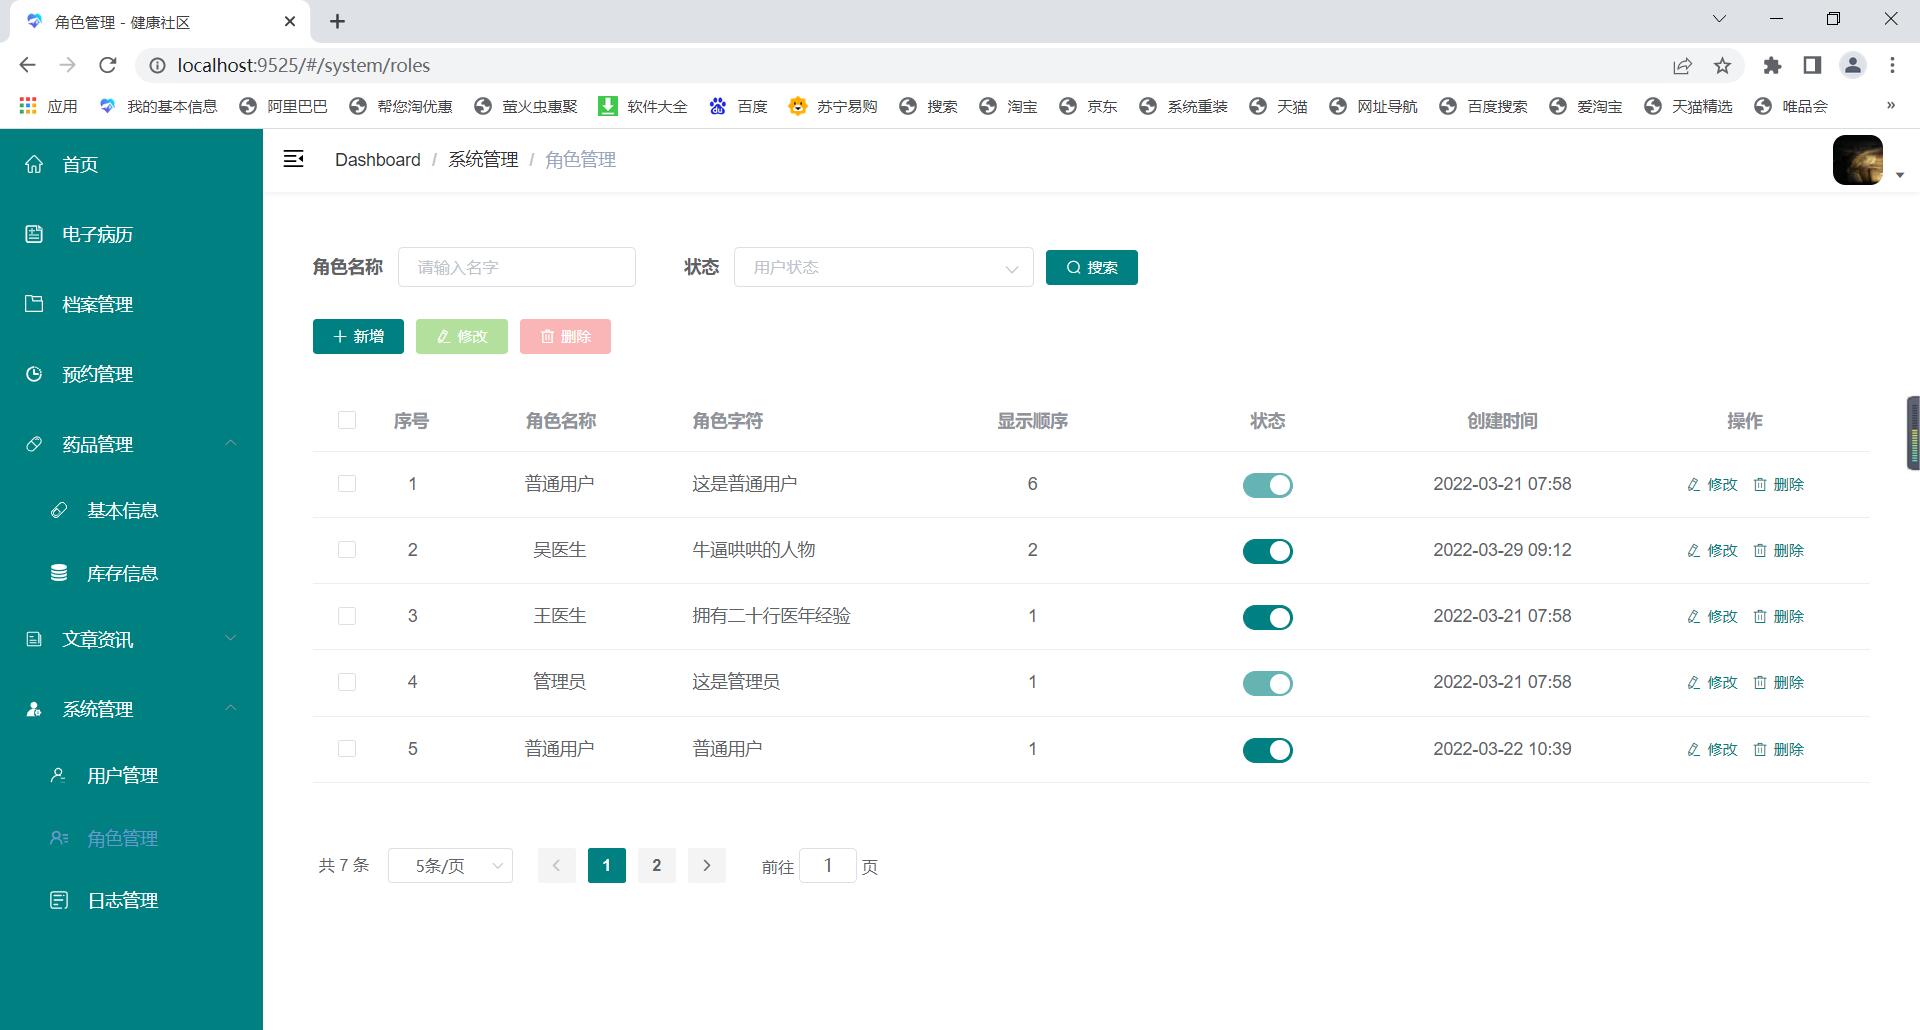 角色管理 - 健康社区
localhost:9525/#/system/roles
应用 我的基本信息 阿里巴巴 帮您淘优惠 萤火虫惠聚 软件大全 百度 苏宁易购 搜索 淘宝 京东 系统重装 天猫 网址导航 百度搜索 爱淘宝 天猫精选 唯品会 »
首页
电子病历
档案管理
预约管理
药品管理
基本信息
库存信息
文章资讯
系统管理
用户管理
角色管理
日志管理
Dashboard / 系统管理 / 角色管理
角色名称 请输入名字 状态 用户状态 搜索
新增 修改 删除
序号 角色名称 角色字符 显示顺序 状态 创建时间 操作
1 普通用户 这是普通用户 6 2022-03-21 07:58 修改 删除
2 吴医生 牛逼哄哄的人物 2 2022-03-29 09:12 修改 删除
3 王医生 拥有二十行医年经验 1 2022-03-21 07:58 修改 删除
4 管理员 这是管理员 1 2022-03-21 07:58 修改 删除
5 普通用户 普通用户 1 2022-03-22 10:39 修改 删除
共 7 条 5条/页 1 2 前往 1 页